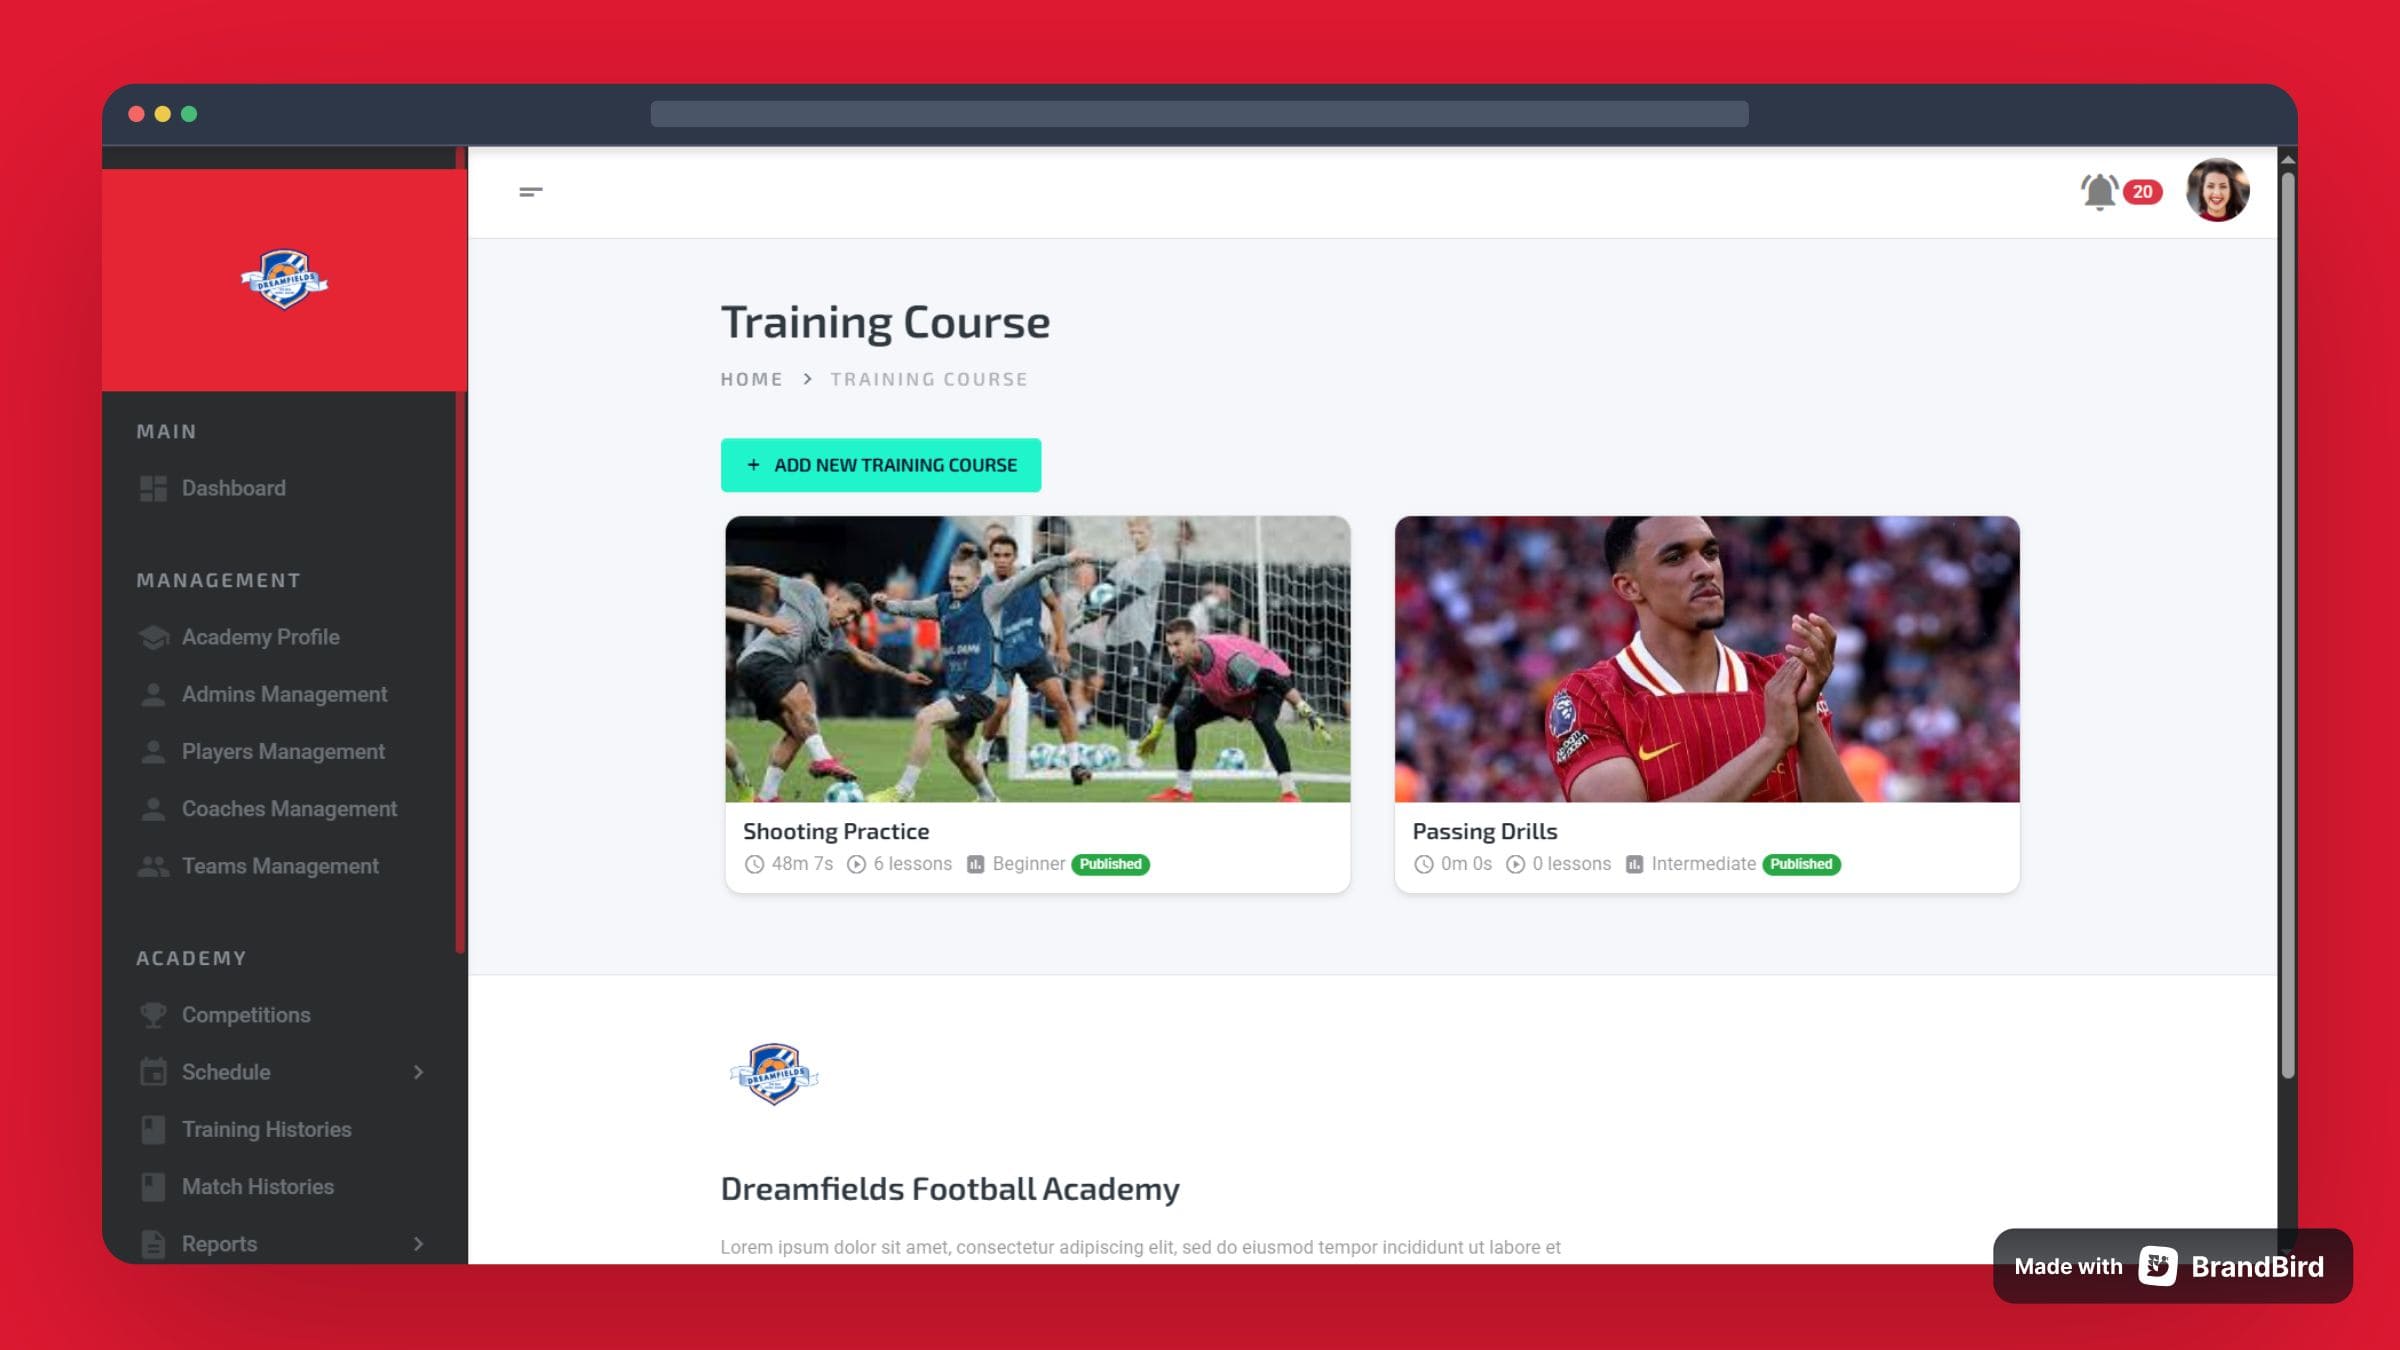 20
DREAMFIELDS
MAIN
Dashboard
MANAGEMENT
Academy Profile
Admins Management
Players Management
Coaches Management
Teams Management
ACADEMY
Competitions
Schedule
Training Histories
Match Histories
Reports
Training Course
HOME > TRAINING COURSE
+ ADD NEW TRAINING COURSE
Shooting Practice
48m 7s 6 lessons Beginner Published
Passing Drills
0m 0s 0 lessons Intermediate Published
DREAMFIELDS
Dreamfields Football Academy
Lorem ipsum dolor sit amet, consectetur adipiscing elit, sed do eiusmod tempor incididunt ut labore et
Made with BrandBird